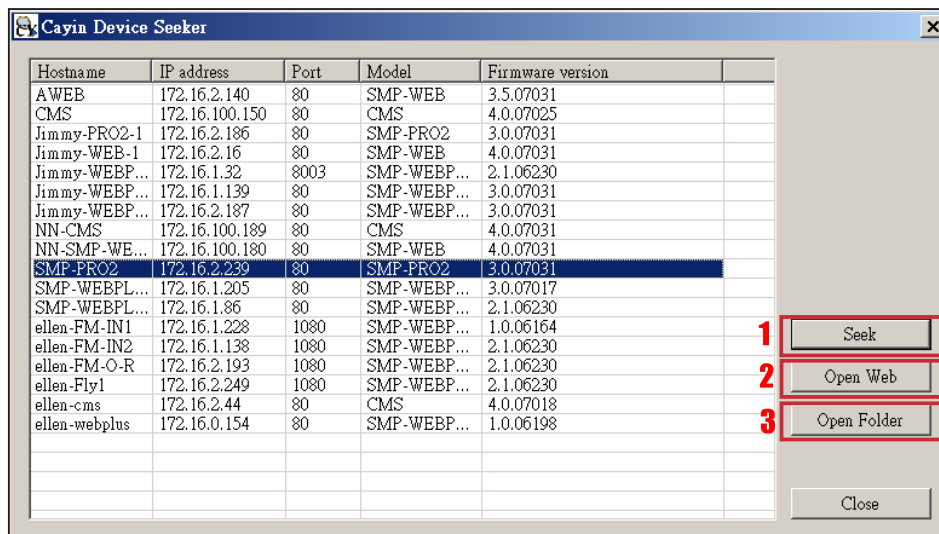 Cayin Device Seeker
Hostname IP address Port Model Firmware version
AWEB 172.16.2.140 80 SMP-WEB 3.5.07031
CMS 172.16.100.150 80 CMS 4.0.07025
Jimmy-PRO2-1 172.16.2.186 80 SMP-PRO2 3.0.07031
Jimmy-WEB-1 172.16.2.16 80 SMP-WEB 4.0.07031
Jimmy-WEBP... 172.16.1.32 8003 SMP-WEBP... 2.1.06230
Jimmy-WEBP... 172.16.1.139 80 SMP-WEBP... 3.0.07031
Jimmy-WEBP... 172.16.2.187 80 SMP-WEBP... 3.0.07031
NN-CMS 172.16.100.189 80 CMS 4.0.07031
NN-SMP-WE... 172.16.100.180 80 SMP-WEB 4.0.07031
SMP-PRO2 172.16.2.239 80 SMP-PRO2 3.0.07031
SMP-WEBPL... 172.16.1.205 80 SMP-WEBP... 3.0.07017
SMP-WEBPL... 172.16.1.86 80 SMP-WEBP... 2.1.06230
ellen-FM-IN1 172.16.1.228 1080 SMP-WEBP... 1.0.06164
ellen-FM-IN2 172.16.1.138 1080 SMP-WEBP... 2.1.06230
ellen-FM-O-R 172.16.2.193 1080 SMP-WEBP... 2.1.06230
ellen-Fly1 172.16.2.249 1080 SMP-WEBP... 2.1.06230
ellen-cms 172.16.2.44 80 CMS 4.0.07018
ellen-webplus 172.16.0.154 80 SMP-WEBP... 1.0.06198
1 Seek
2 Open Web
3 Open Folder
Close